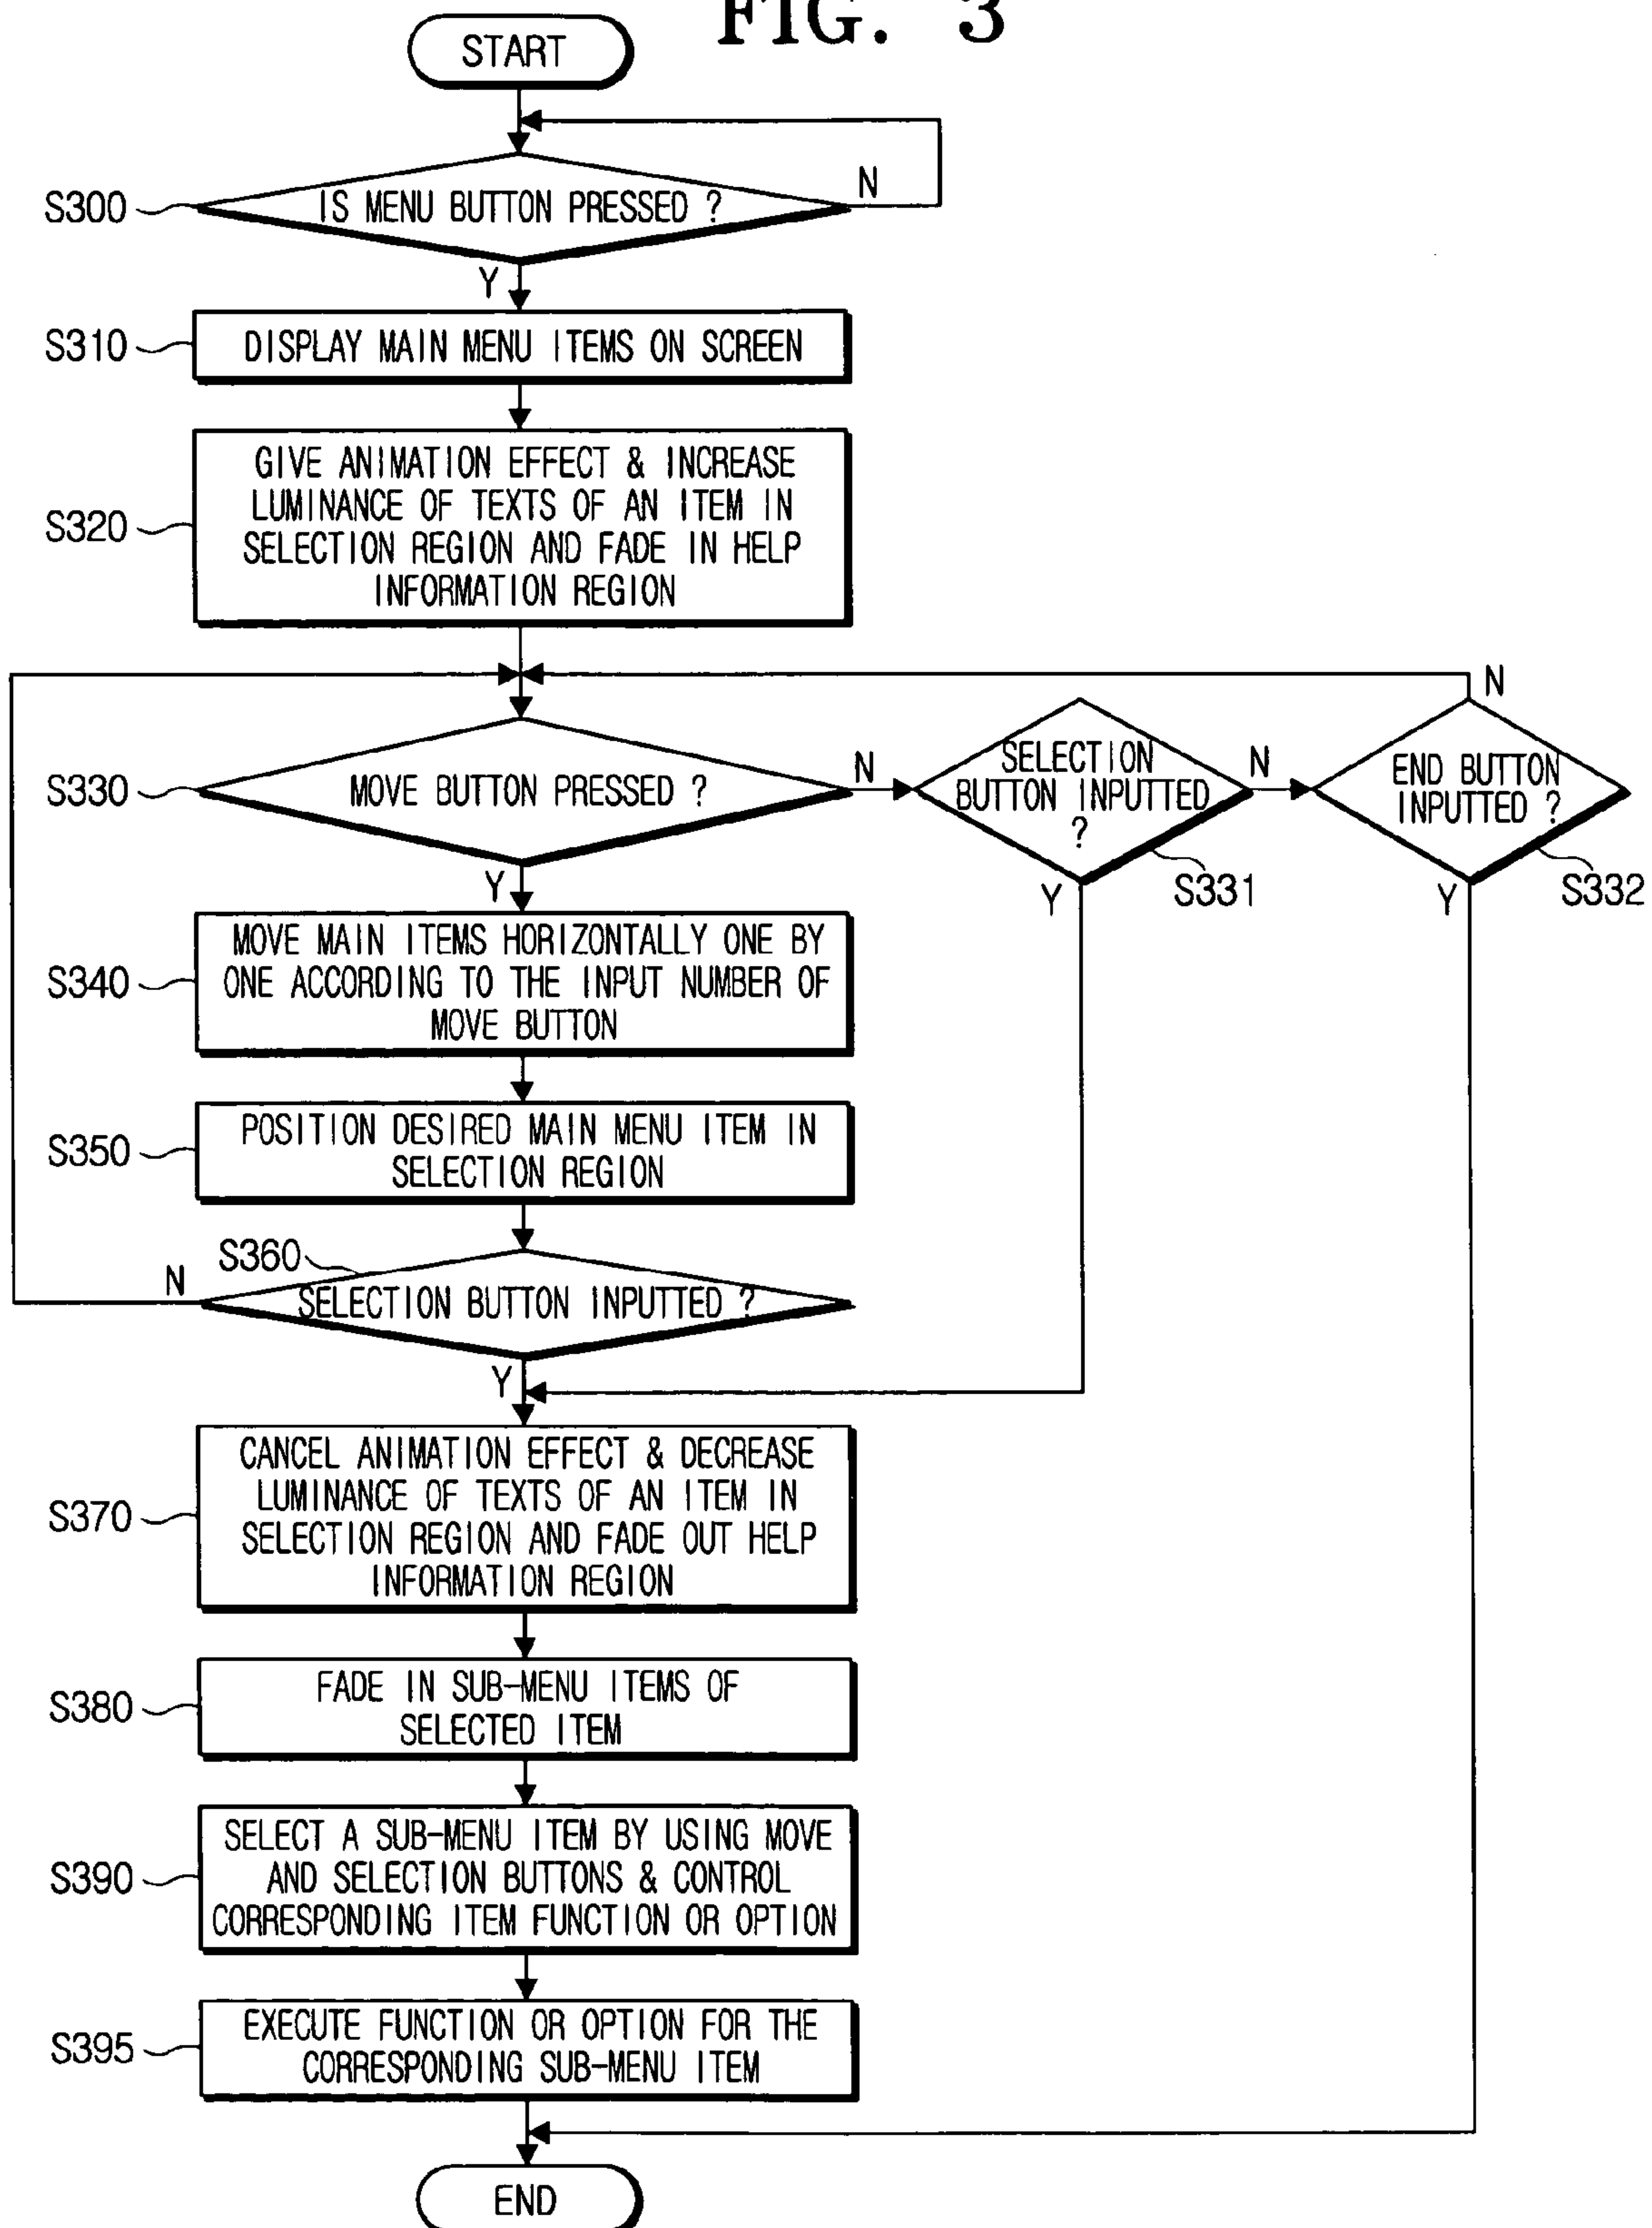 FIG. 3
START
S300
IS MENU BUTTON PRESSED ?
N
Y
S310
DISPLAY MAIN MENU ITEMS ON SCREEN
S320
GIVE ANIMATION EFFECT & INCREASE
LUMINANCE OF TEXTS OF AN ITEM IN
SELECTION REGION AND FADE IN HELP
INFORMATION REGION
S330
MOVE BUTTON PRESSED ?
N
Y
SELECTION
BUTTON INPUTTED
?
S331
N
Y
END BUTTON
INPUTTED ?
S332
N
Y
S340
MOVE MAIN ITEMS HORIZONTALLY ONE BY
ONE ACCORDING TO THE INPUT NUMBER OF
MOVE BUTTON
S350
POSITION DESIRED MAIN MENU ITEM IN
SELECTION REGION
S360
SELECTION BUTTON INPUTTED ?
N
Y
S370
CANCEL ANIMATION EFFECT & DECREASE
LUMINANCE OF TEXTS OF AN ITEM IN
SELECTION REGION AND FADE OUT HELP
INFORMATION REGION
S380
FADE IN SUB-MENU ITEMS OF
SELECTED ITEM
S390
SELECT A SUB-MENU ITEM BY USING MOVE
AND SELECTION BUTTONS & CONTROL
CORRESPONDING ITEM FUNCTION OR OPTION
S395
EXECUTE FUNCTION OR OPTION FOR THE
CORRESPONDING SUB-MENU ITEM
END